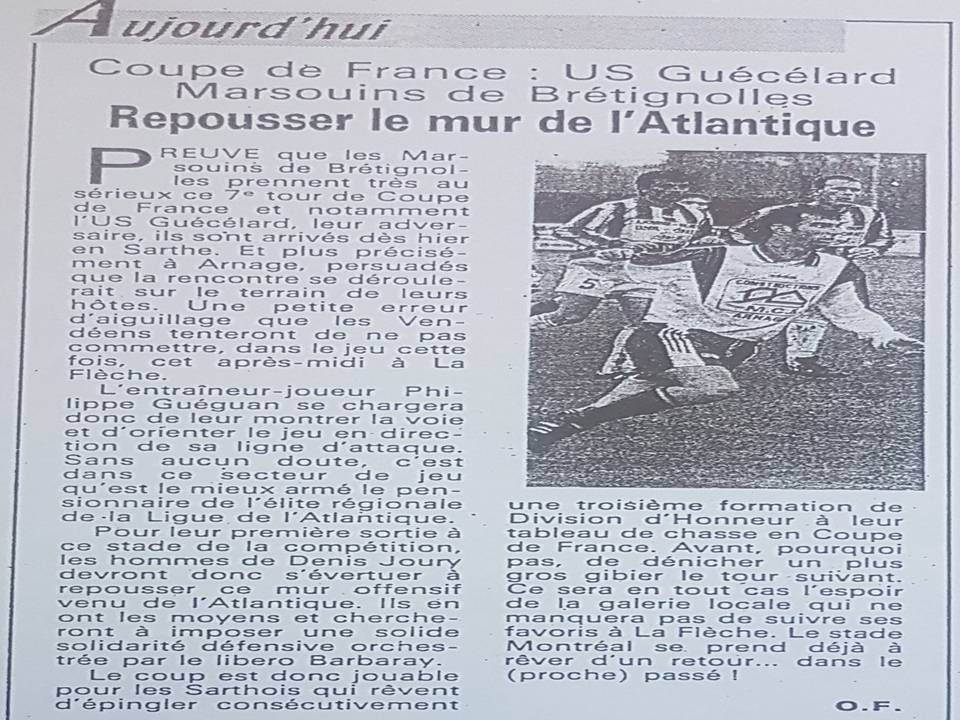 Aujourd'hui
Coupe de France : US Guécélard
Marsouins de Brétignolles
Repousser le mur de l'Atlantique
PREUVE que les Mar-
souins de Brétignol-
les prennent très au
sérieux ce 7e tour de Coupe
de France et notamment
l'US Guécélard, leur adver-
saire, ils sont arrivés dès hier
en Sarthe. Et plus précisé-
ment à Arnage, persuadés
que la rencontre se déroule-
rait sur le terrain de leurs
hôtes. Une petite erreur
d'aiguillage que les Ven-
déens tenteront de ne pas
commettre, dans le jeu cette
fois, cet après-midi à La
Flèche.
L'entraîneur-joueur Phi-
lippe Guéguan se chargera
donc de leur montrer la voie
et d'orienter le jeu en direc-
tion de sa ligne d'attaque.
Sans aucun doute, c'est
dans ce secteur de jeu
qu'est le mieux armé le pen-
sionnaire de l'élite régionale
de la Ligue de l'Atlantique.
Pour leur première sortie à
ce stade de la compétition,
les hommes de Denis Joury
devront donc s'évertuer à
repousser ce mur offensif
venu de l'Atlantique. Ils en
ont les moyens et cherche-
ront à imposer une solide
solidarité défensive orches-
trée par le libero Barbaray.
Le coup est donc jouable
pour les Sarthois qui rêvent
d'épingler consécutivement
5
CONSTRUCTIONS
M.C.A
ARNAGE
une troisième formation de
Division d'Honneur à leur
tableau de chasse en Coupe
de France. Avant, pourquoi
pas, de dénicher un plus
gros gibier le tour suivant.
Ce sera en tout cas l'espoir
de la galerie locale qui ne
manquera pas de suivre ses
favoris à La Flèche. Le stade
Montréal se prend déjà à
rêver d'un retour... dans le
(proche) passé !
O.F.